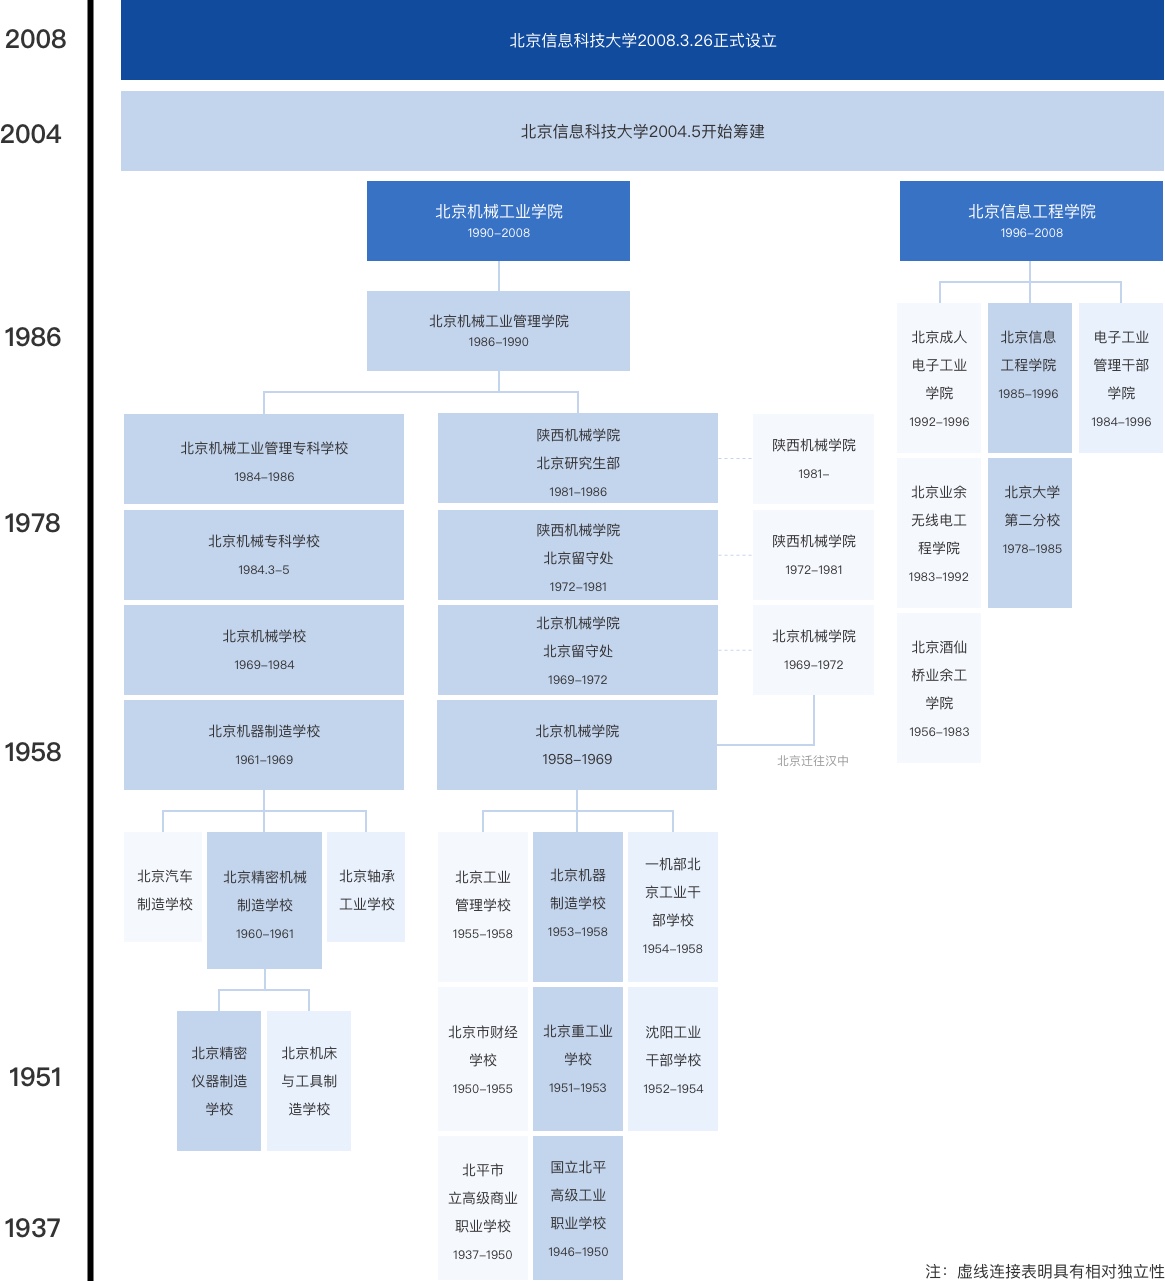 2008
北京信息科技大学2008.3.26正式设立
2004
北京信息科技大学2004.5开始筹建
北京机械工业学院
1990-2008
北京信息工程学院
1996-2008
1986
北京机械工业管理学院
1986-1990
北京成人
电子工业
学院
1992-1996
北京信息
工程学院
1985-1996
电子工业
管理干部
学院
1984-1996
北京机械工业管理专科学校
1984-1986
陕西机械学院
北京研究生部
1981-1986
陕西机械学院
1981-
1978
北京机械专科学校
1984.3-5
陕西机械学院
北京留守处
1972-1981
陕西机械学院
1972-1981
北京业余
无线电工
程学院
1983-1992
北京大学
第二分校
1978-1985
北京机械学校
1969-1984
北京机械学院
北京留守处
1969-1972
北京机械学院
1969-1972
北京酒仙
桥业余工
学院
1956-1983
1958
北京机器制造学校
1961-1969
北京机械学院
1958-1969
北京迁往汉中
北京汽车
制造学校
北京精密机械
制造学校
1960-1961
北京轴承
工业学校
北京工业
管理学校
1955-1958
北京机器
制造学校
1953-1958
一机部北
京工业干
部学校
1954-1958
1951
北京精密
仪器制造
学校
北京机床
与工具制
造学校
北京市财经
学校
1950-1955
北京重工业
学校
1951-1953
沈阳工业
干部学校
1952-1954
1937
北平市
立高级商业
职业学校
1937-1950
国立北平
高级工业
职业学校
1946-1950
注：虚线连接表明具有相对独立性